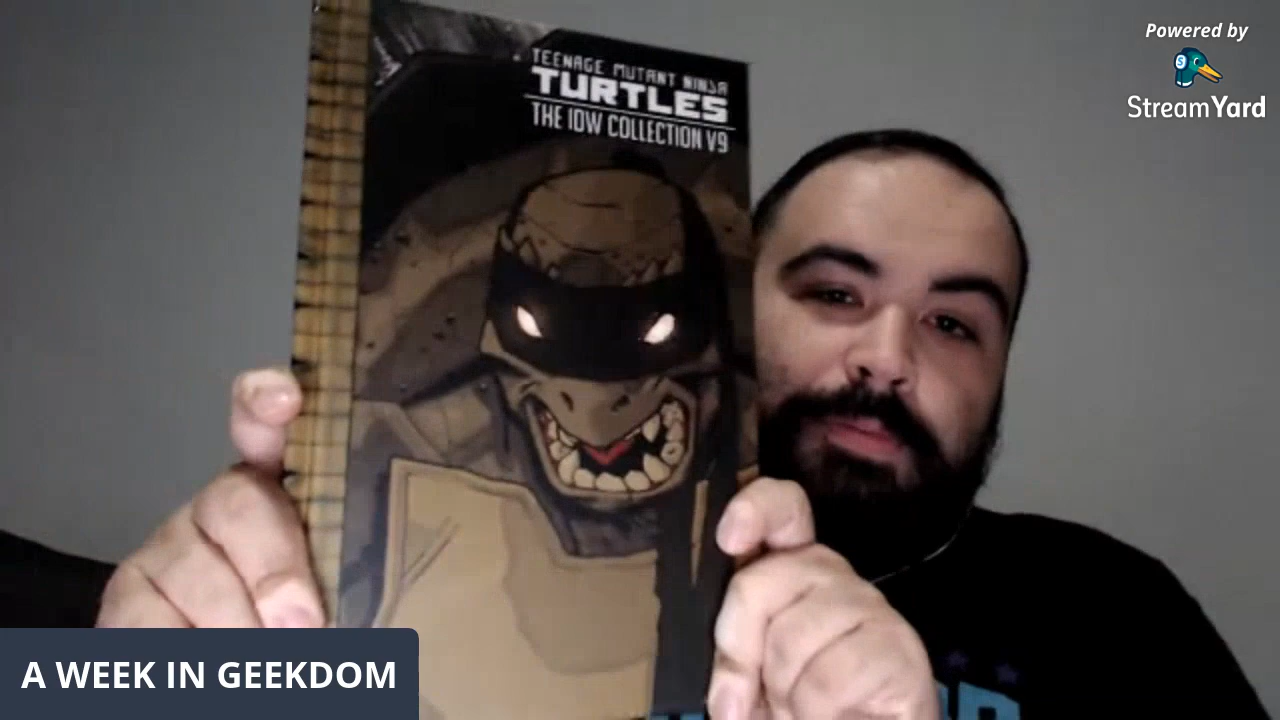 TEENAGE MUTANT NINJA
TURTLES
THE IDW COLLECTION V9
Powered by
StreamYard
A WEEK IN GEEKDOM